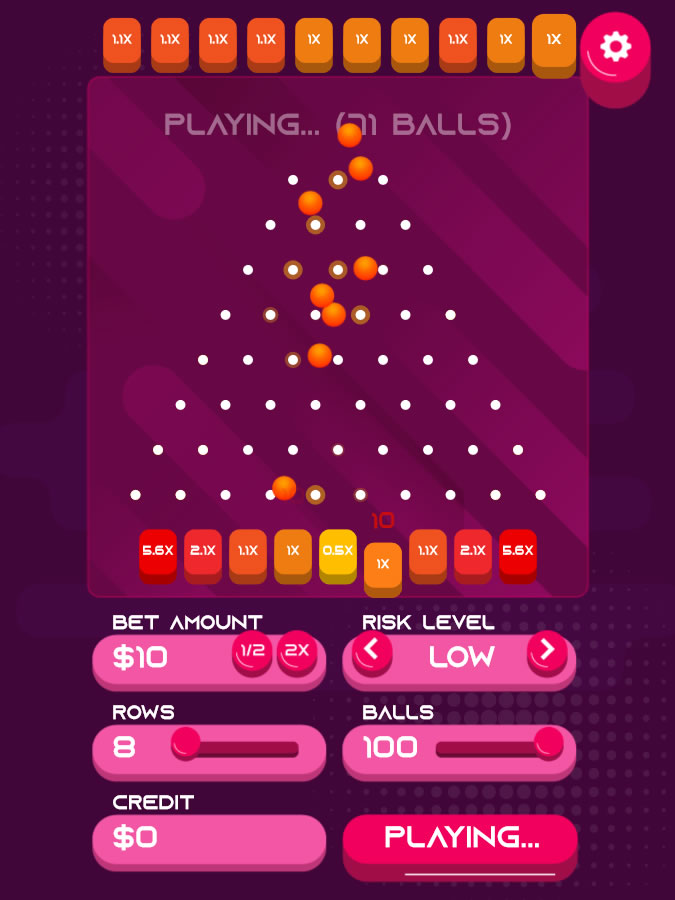 1.1X 1.1X 1.1X 1.1X 1X 1X 1X 1.1X 1X 1X
PLAYING... (71 BALLS)
10
5.6X 2.1X 1.1X 1X 0.5X 1X 1.1X 2.1X 5.6X
BET AMOUNT RISK LEVEL
$10 1/2 2X LOW
ROWS BALLS
8 100
CREDIT
$0 PLAYING...